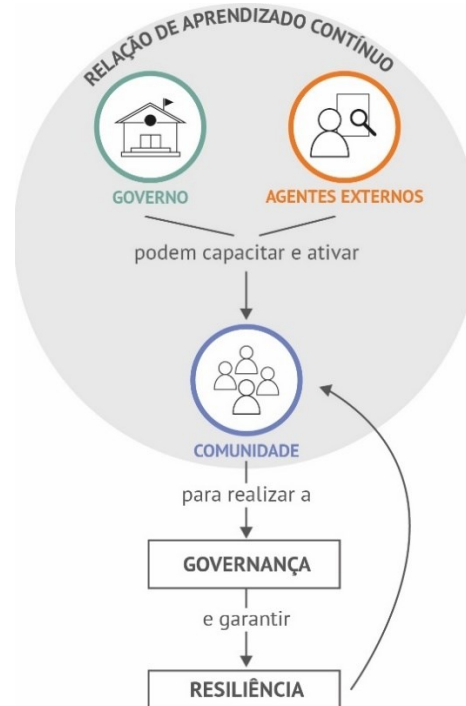 RELAÇÃO DE APRENDIZADO CONTÍNUO
GOVERNO
AGENTES EXTERNOS
podem capacitar e ativar
COMUNIDADE
para realizar a
GOVERNANÇA
e garantir
RESILIÊNCIA